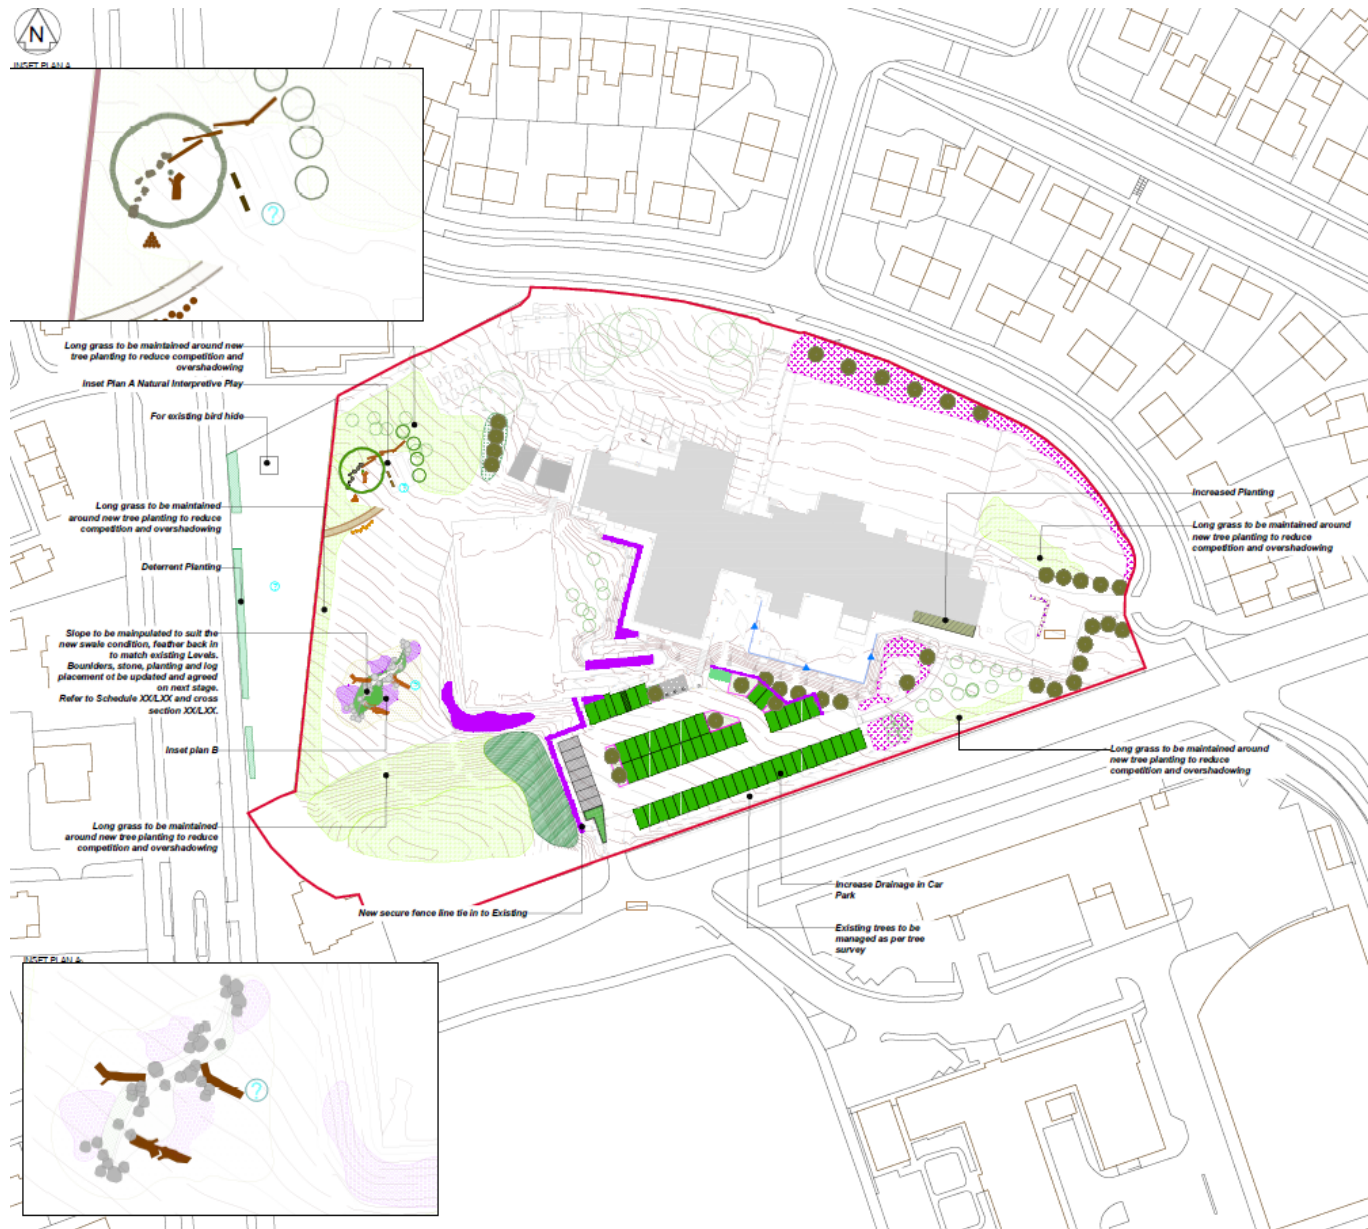 N
INSET PLAN A
Long grass to be maintained around new
tree planting to reduce competition and
overshadowing
Inset Plan A Natural Interpretive Play
For existing bird hide
Long grass to be maintained
around new tree planting to reduce
competition and overshadowing
Deterrent Planting
Slope to be mainpulated to suit the
new swale condition, feather back in
to match existing Levels.
Bounlders, stone, planting and log
placement ot be updated and agreed
on next stage.
Refer to Schedule XX/LXX and cross
section XX/LXX.
Inset plan B
Long grass to be maintained
around new tree planting to reduce
competition and overshadowing
New secure fence line tie in to Existing
Increased Planting
Long grass to be maintained around
new tree planting to reduce
competition and overshadowing
Long grass to be maintained around
new tree planting to reduce
competition and overshadowing
Increase Drainage in Car
Park
Existing trees to be
managed as per tree
survey
INSET PLAN A
?
?